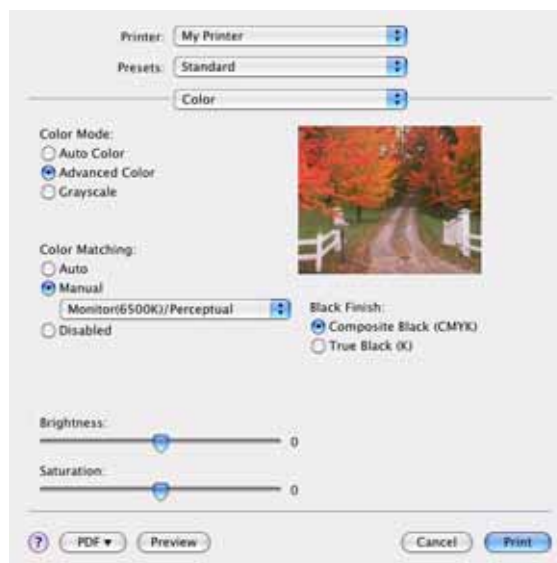 Printer: My Printer
Presets: Standard
Color
Color Mode:
Auto Color
Advanced Color
Grayscale
Color Matching:
Auto
Manual
Monitor(6500K)/Perceptual
Disabled
Black Finish:
Composite Black (CMYK)
True Black (K)
Brightness:
0
Saturation:
0
? PDF ▼ Preview Cancel Print